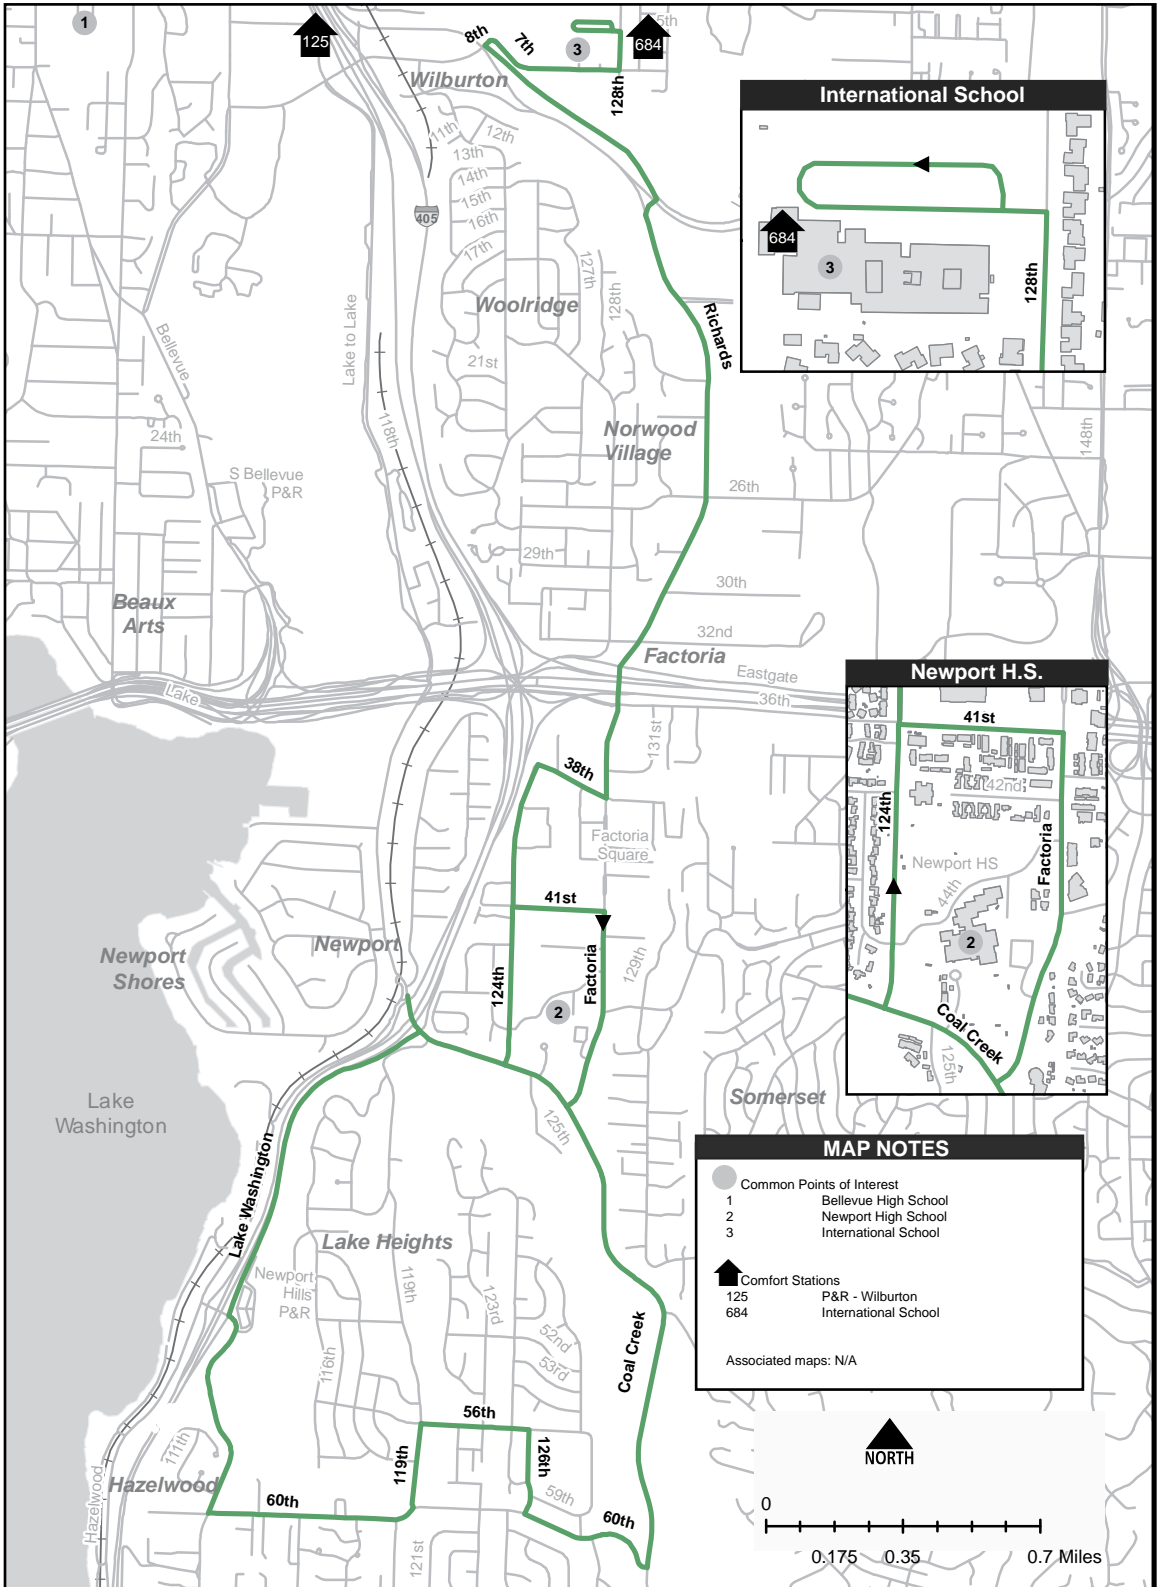 1
125
8th
7th
3
5th
684
128th
Wilburton
11th
12th
13th
14th
15th
16th
17th
405
127th
128th
Woolridge
Richards
Lake to Lake
Bellevue
21st
118th
24th
Norwood
Village
148th
S Bellevue
P&R
26th
29th
30th
Beaux
Arts
32nd
Factoria
Eastgate
36th
Lake
131st
38th
Factoria
Square
41st
Newport
Shores
Newport
124th
Factoria
129th
2
Lake
Washington
125th
Somerset
Lake Washington
Lake Heights
Newport
Hills
P&R
119th
123rd
52nd
53rd
116th
Coal Creek
56th
119th
126th
111th
Hazelwood
Hazelwood
60th
59th
60th
121st
International School
684
3
128th
Newport H.S.
41st
42nd
124th
Factoria
Newport HS
44th
2
Coal Creek
125th
MAP NOTES
Common Points of Interest
1 Bellevue High School
2 Newport High School
3 International School
Comfort Stations
125 P&R - Wilburton
684 International School
Associated maps: N/A
NORTH
0
0.175 0.35 0.7 Miles